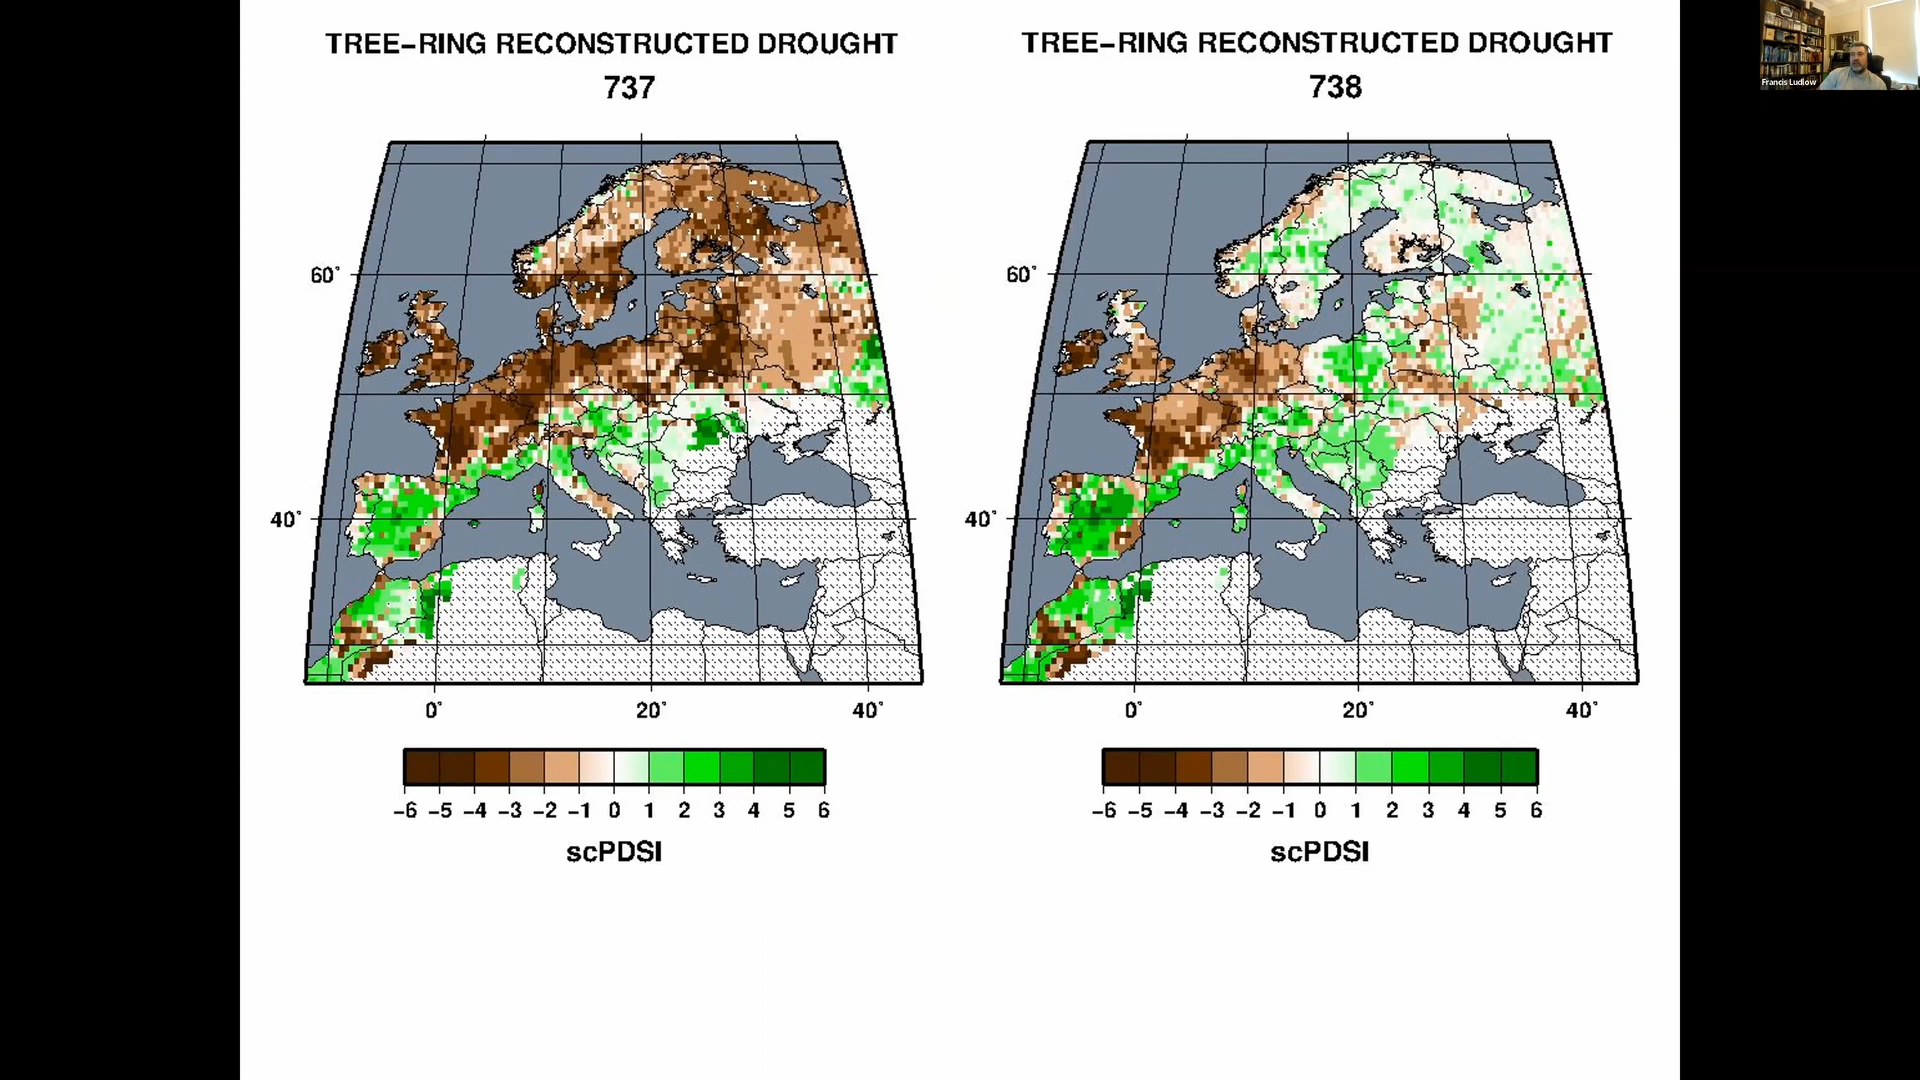 TREE-RING RECONSTRUCTED DROUGHT
737
60°
40°
0°
20°
40°
-6 -5 -4 -3 -2 -1 0 1 2 3 4 5 6
scPDSI
TREE-RING RECONSTRUCTED DROUGHT
738
60°
40°
0°
20°
40°
-6 -5 -4 -3 -2 -1 0 1 2 3 4 5 6
scPDSI
Francis Ludlow